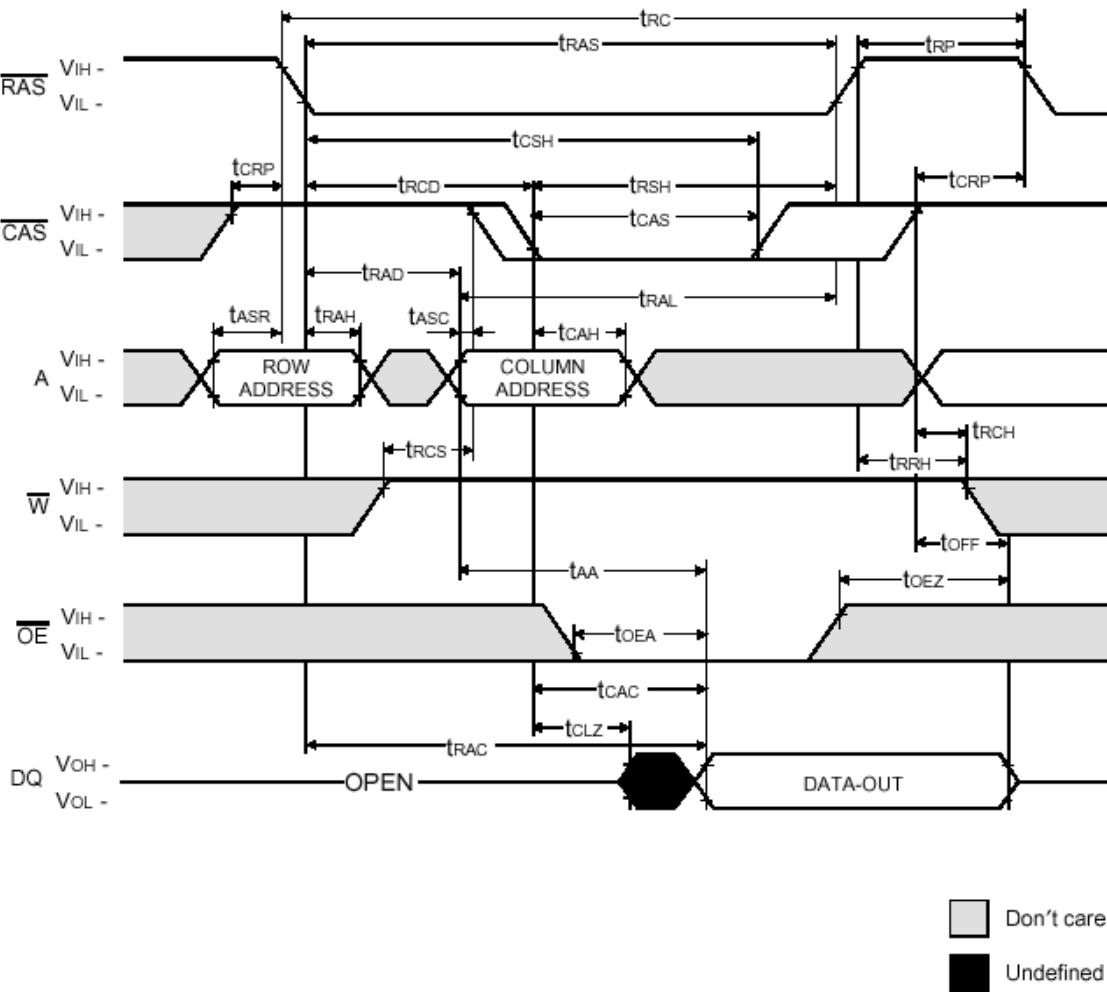 tRC
tRAS
tRP
RAS
VIH -
VIL -
tCSH
tCRP
tRCD
tRSH
tCRP
CAS
VIH -
VIL -
tCAS
tRAD
tRAL
tASR
tRAH
tASC
tCAH
A
VIH -
VIL -
ROW
ADDRESS
COLUMN
ADDRESS
tRCS
tRCH
tRRH
W
VIH -
VIL -
tOFF
tAA
tOEZ
OE
VIH -
VIL -
tOEA
tCAC
tCLZ
tRAC
DQ
VOH -
VOL -
OPEN
DATA-OUT
Don't care
Undefined